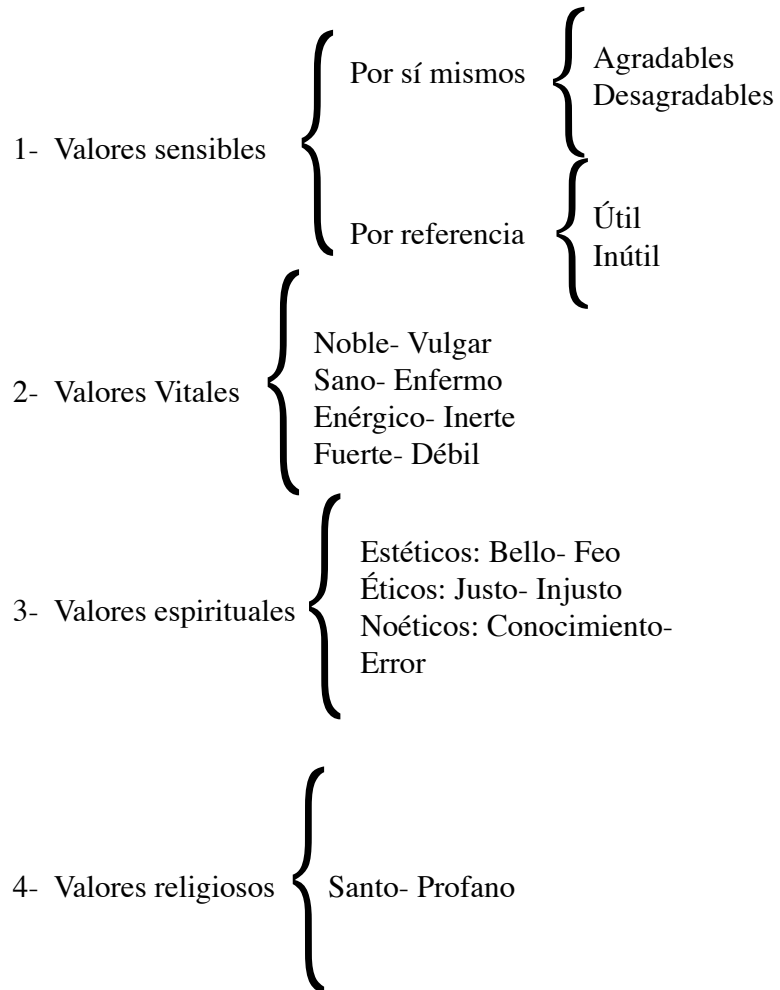 Por sí mismos
Agradables
Desagradables
1- Valores sensibles
Por referencia
Útil
Inútil
2- Valores Vitales
Noble- Vulgar
Sano- Enfermo
Enérgico- Inerte
Fuerte- Débil
3- Valores espirituales
Estéticos: Bello- Feo
Éticos: Justo- Injusto
Noéticos: Conocimiento-
Error
4- Valores religiosos
Santo- Profano